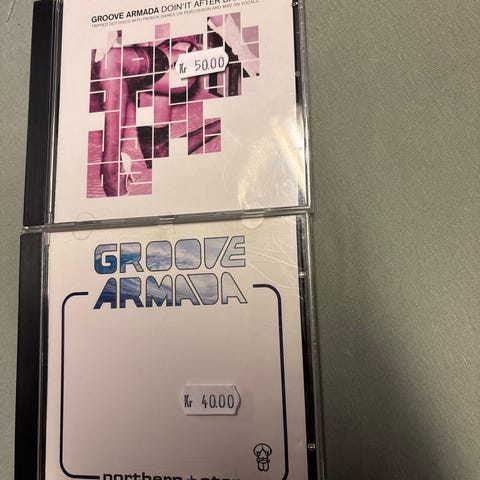 GROOVE ARMADA DOIN'IT AFTER
TRIPPED OUT DISCO WITH PATRICK DAWES ON PERCUSSION AND MAD ON VOCALS
Kr 50.00
GROOVE
ARMADA
Kr 40.00
northern star